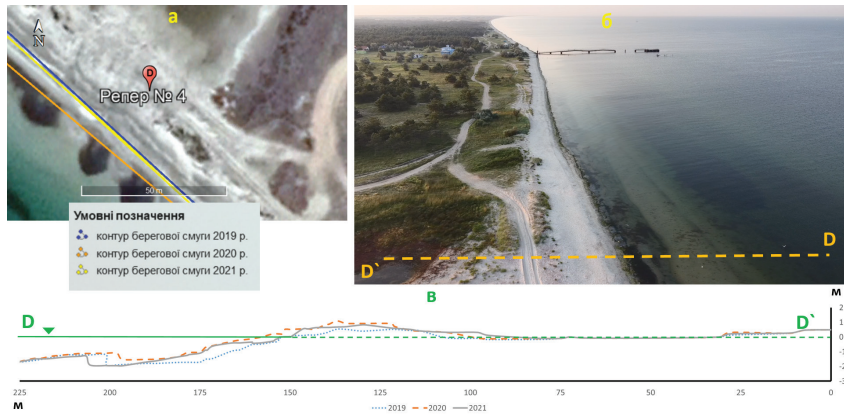 а
N
D
Репер № 4
50 m
Умовні позначення
контур берегової смуги 2019 р.
контур берегової смуги 2020 р.
контур берегової смуги 2021 р.
б
D`
D
в
м
D
D`
2
1
0
-1
-2
-3
225
200
175
150
125
100
75
50
25
0
м
2019
2020
2021